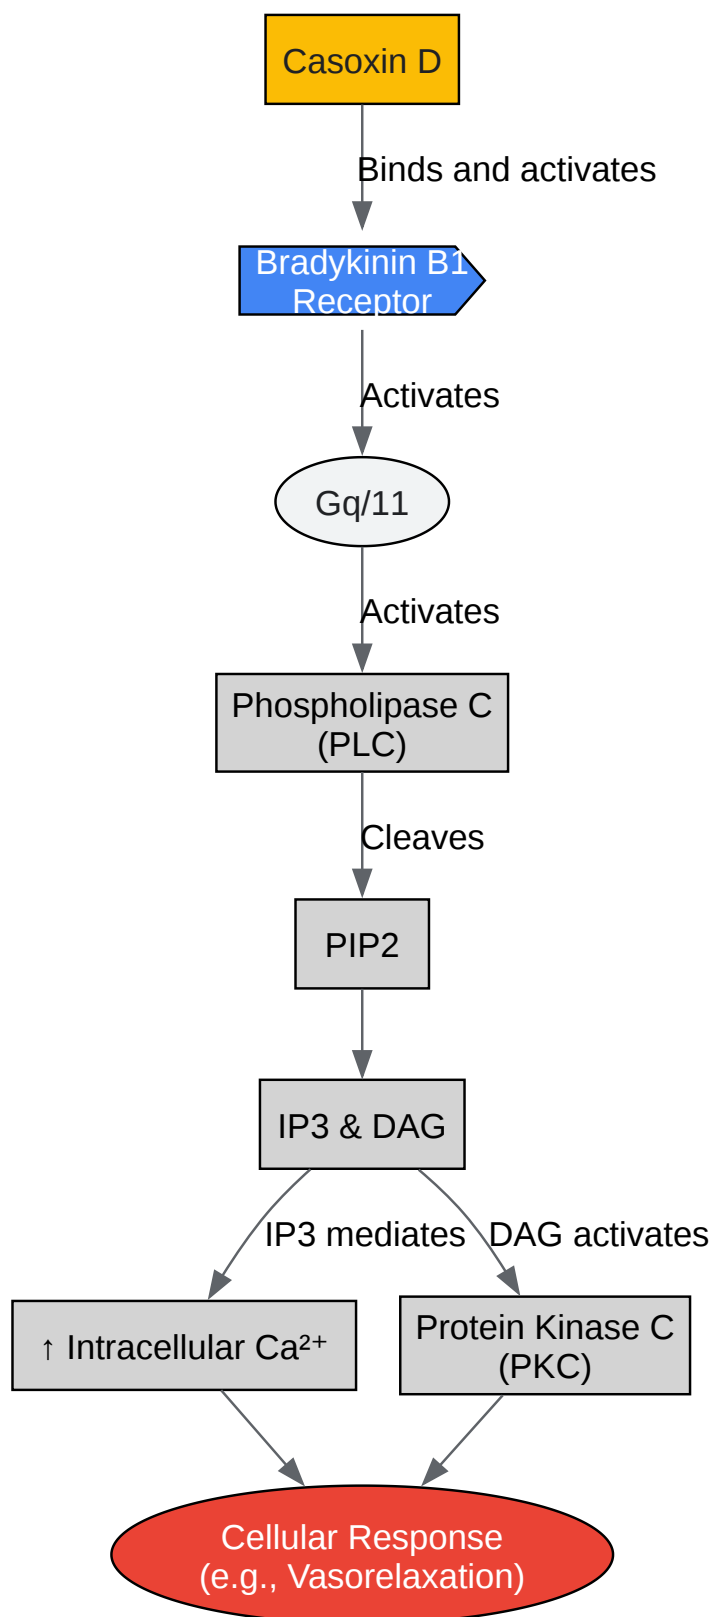 Casoxin D
Binds and activates
Bradykinin B1
Receptor
Activates
Gq/11
Activates
Phospholipase C
(PLC)
Cleaves
PIP2
IP3 & DAG
IP3 mediates
DAG activates
↑ Intracellular Ca²⁺
Protein Kinase C
(PKC)
Cellular Response
(e.g., Vasorelaxation)